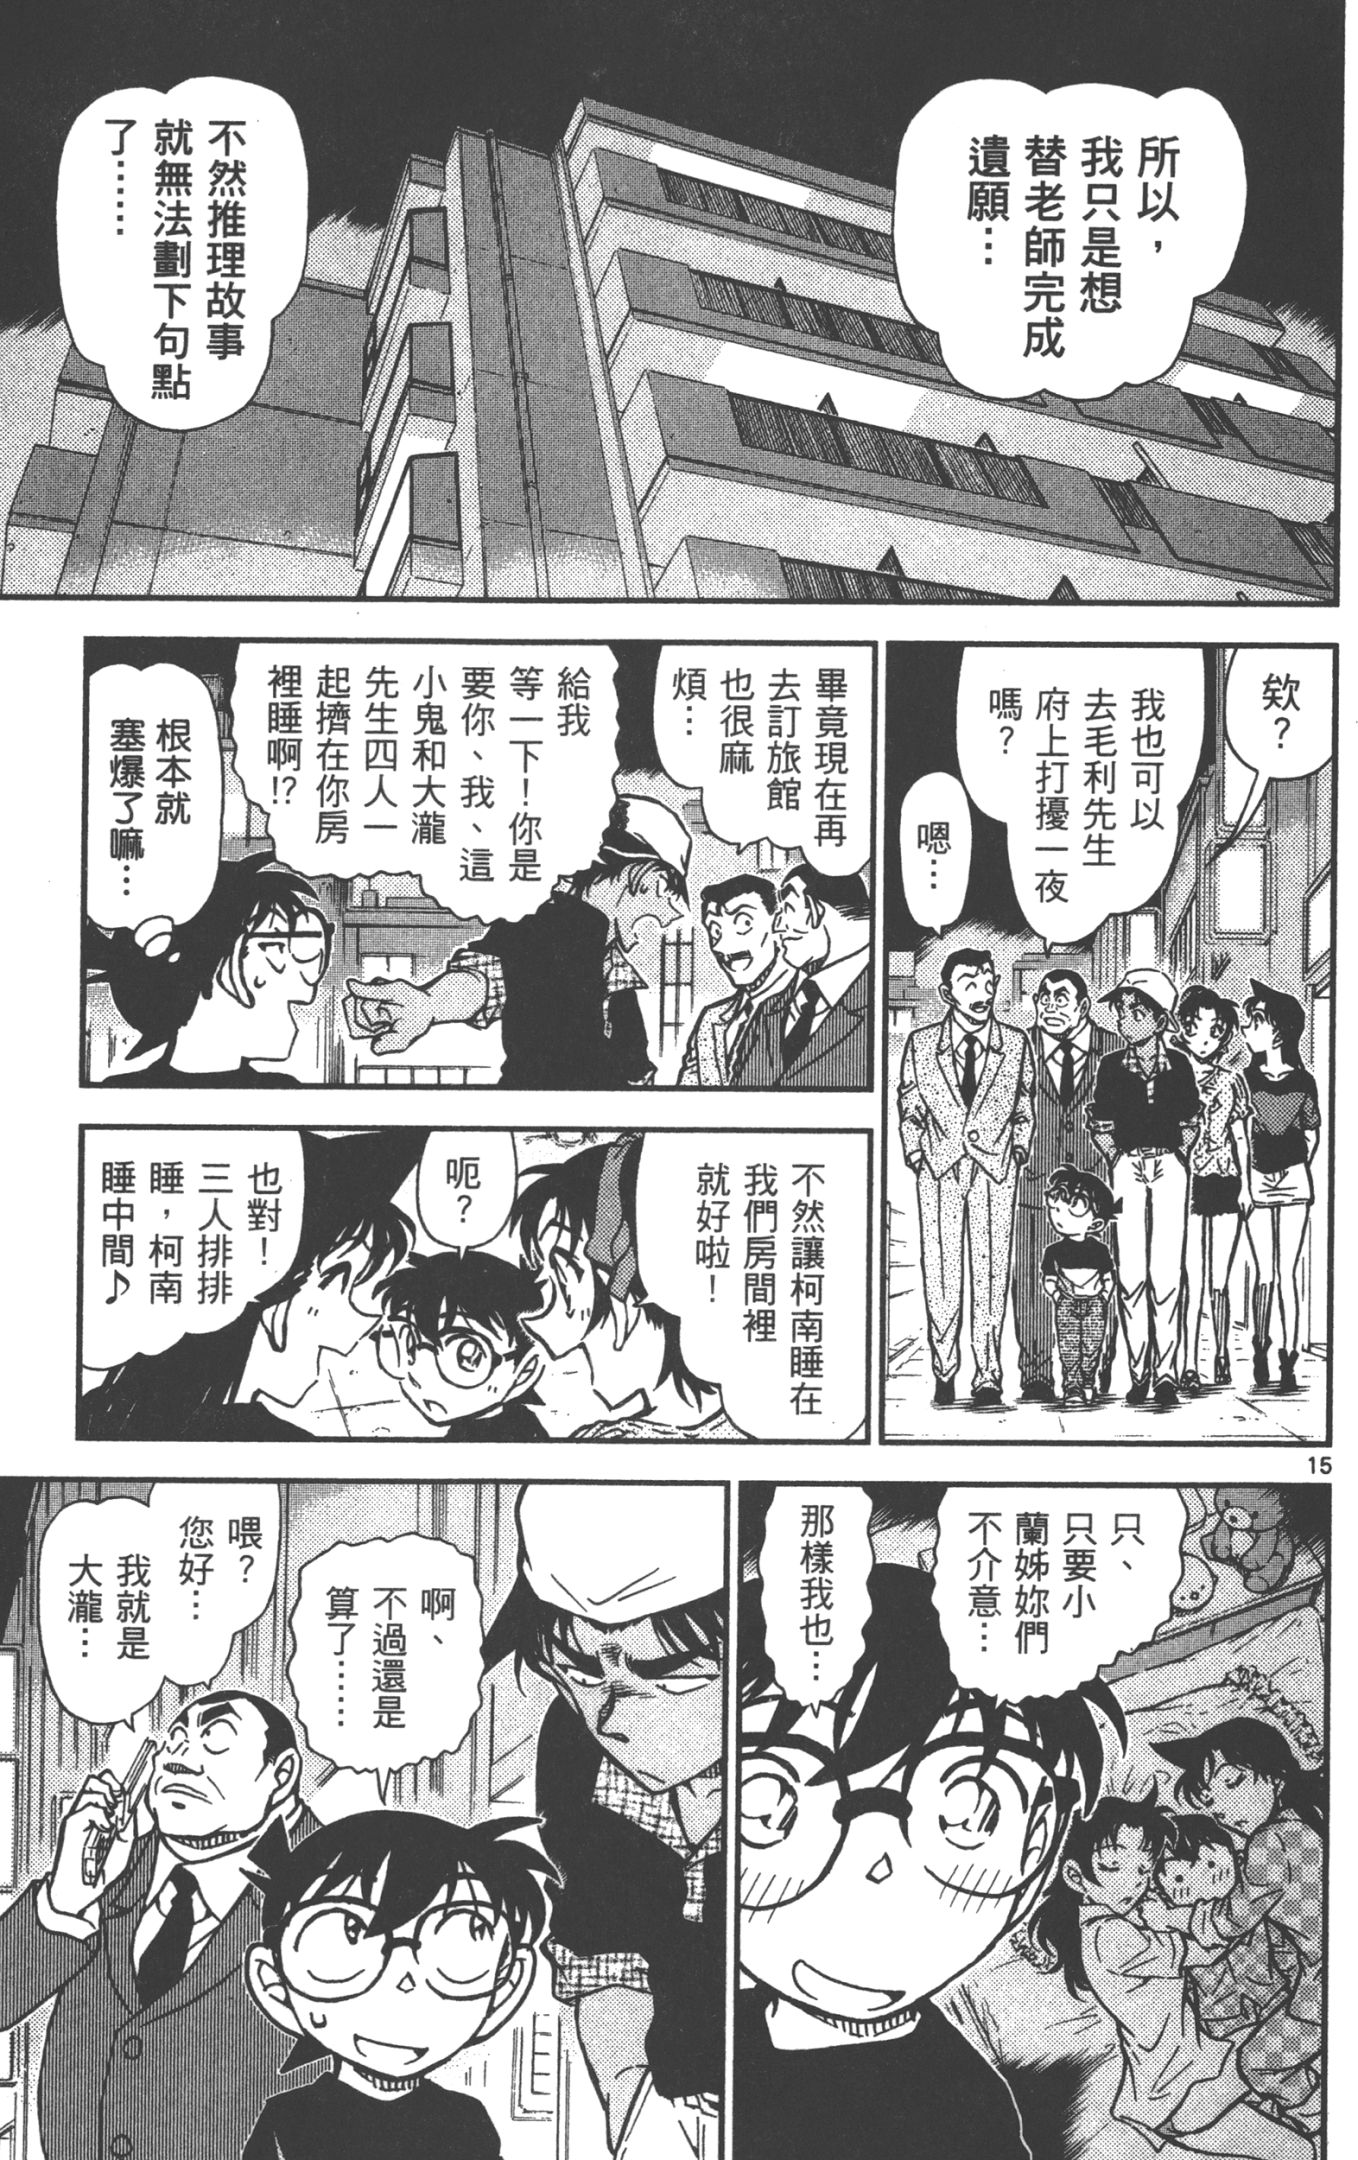 所以，
我只是想
替老師完成
遺願…
不然推理故事
就無法劃下句點
了……
欸？
我也可以
去毛利先生
府上打擾一夜
嗎？
嗯…
畢竟現在再
去訂旅館
也很麻
煩…
給我
等一下！你是
要你、我、這
小鬼和大瀧
先生四人一
起擠在你房
裡睡啊!?
根本就
塞爆了嘛…
不然讓柯南睡在
我們房間裡
就好啦！
呃？
也對！
三人排排
睡，柯南
睡中間♪
15
只、
只要小
蘭姊妳們
不介意…
那樣我也…
啊、
不過還是
算了……
喂？
您好…
我就是
大瀧…